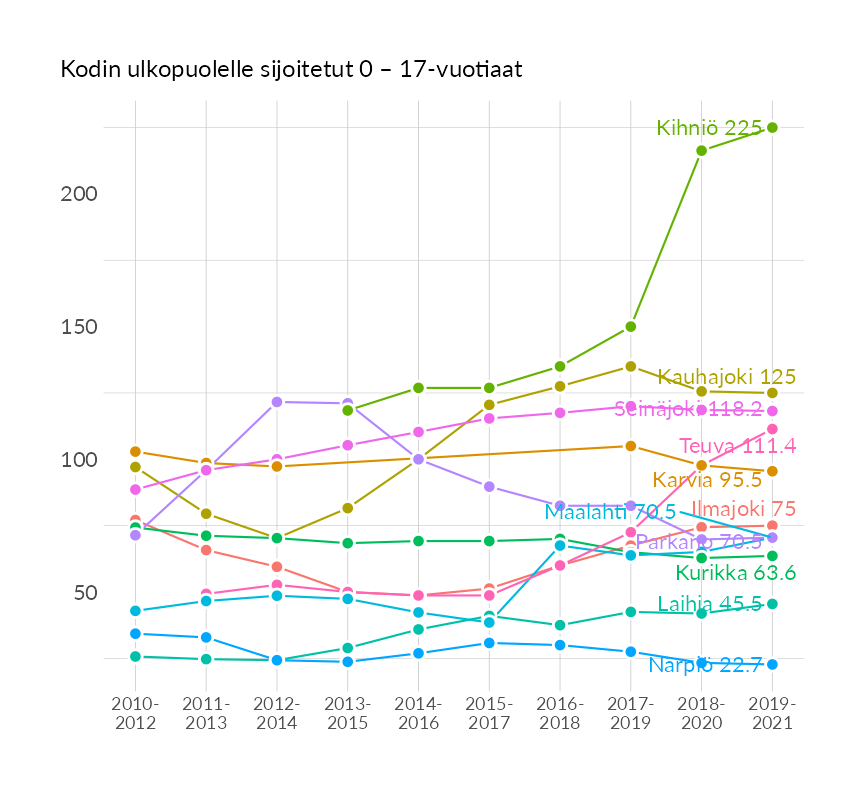 Kodin ulkopuolelle sijoitetut 0 – 17-vuotiaat
Kihniö 225
200
150
Kauhajoki 125
Seinäjoki 118.2
Teuva 111.4
100
Karvia 95.5
Ilmajoki 75
Maalahti 70.5
Parkano 70.5
Kurikka 63.6
50
Laihia 45.5
Närpiö 22.7
2010- 2011- 2012- 2013- 2014- 2015- 2016- 2017- 2018- 2019-
2012 2013 2014 2015 2016 2017 2018 2019 2020 2021